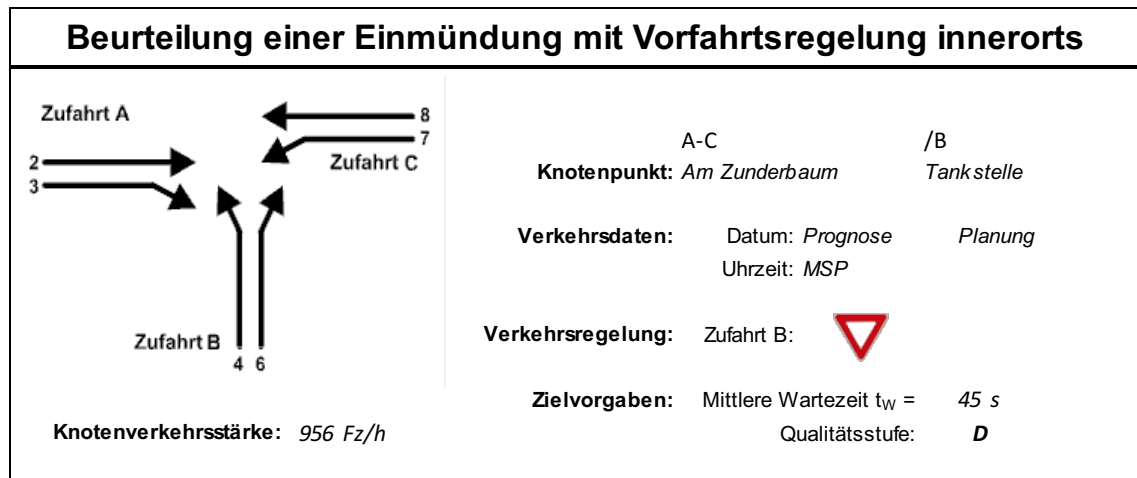 Beurteilung einer Einmündung mit Vorfahrtsregelung innerorts
Zufahrt A
8
7
Zufahrt C
2
3
Zufahrt B
4 6
Knotenverkehrsstärke: 956 Fz/h
A-C /B
Knotenpunkt: Am Zunderbaum Tankstelle
Verkehrsdaten: Datum: Prognose Planung
Uhrzeit: MSP
Verkehrsregelung: Zufahrt B:
Zielvorgaben: Mittlere Wartezeit tW = 45 s
Qualitätsstufe: D